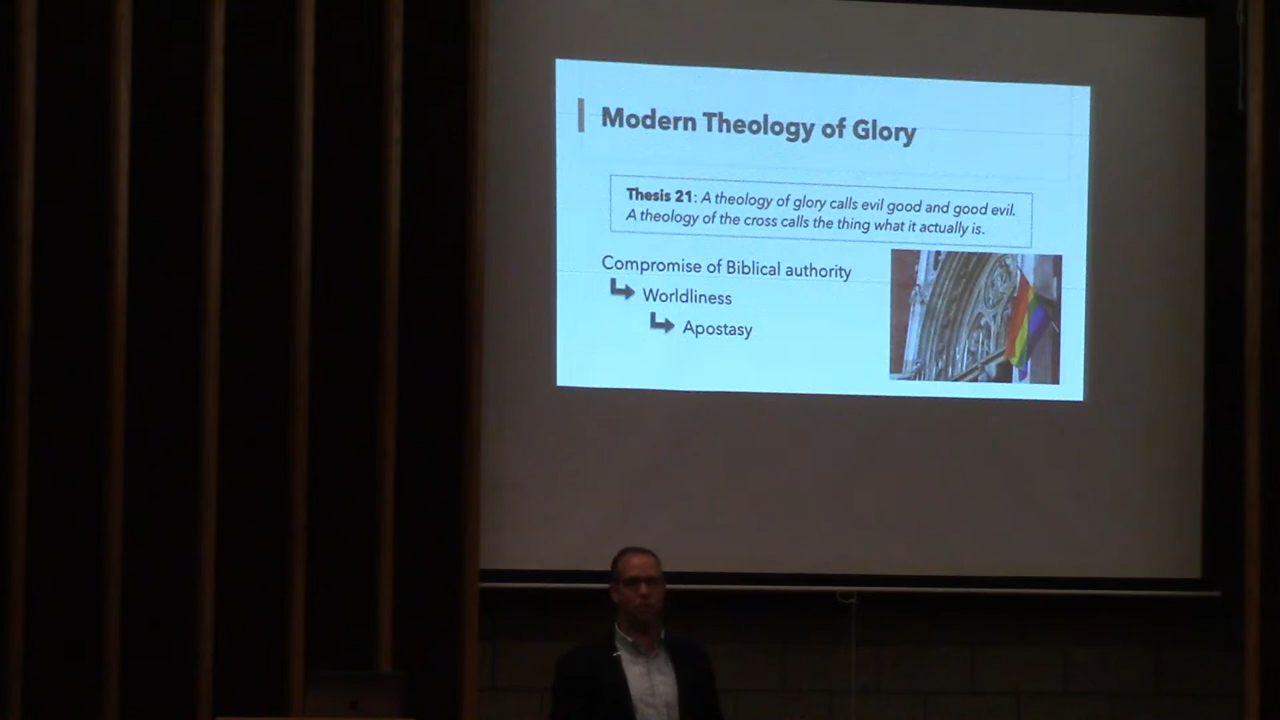 Modern Theology of Glory
Thesis 21: A theology of glory calls evil good and good evil.
A theology of the cross calls the thing what it actually is.
Compromise of Biblical authority
Worldliness
Apostasy